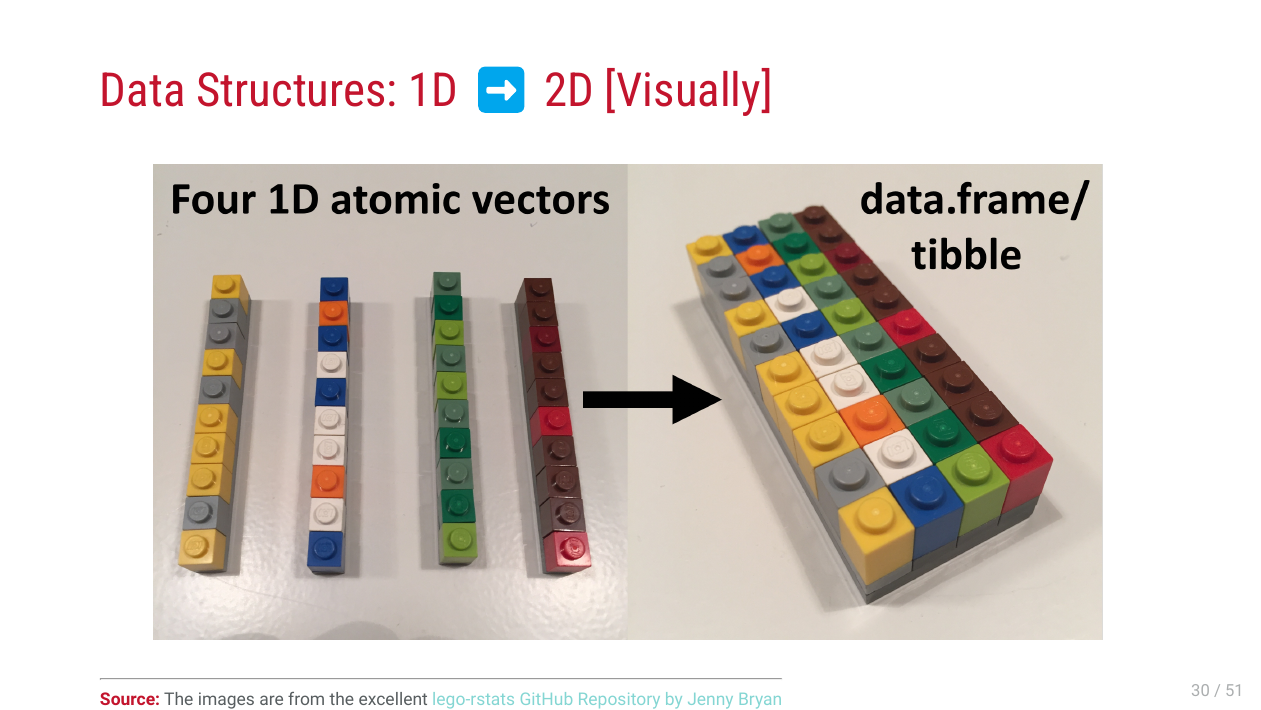 Data Structures: 1D ➡ 2D [Visually]
Four 1D atomic vectors
data.frame/
tibble
Source: The images are from the excellent lego-rstats GitHub Repository by Jenny Bryan
30 / 51